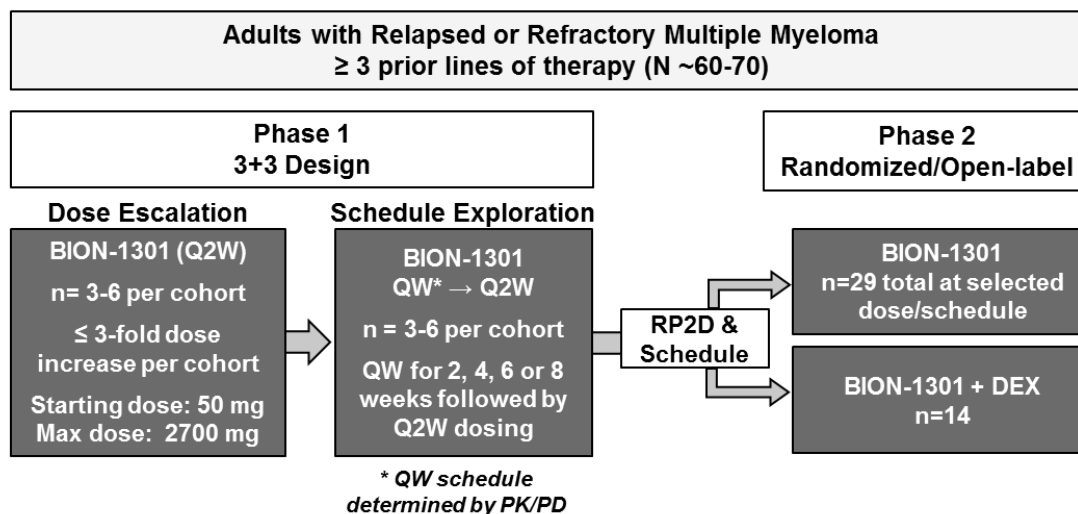 Adults with Relapsed or Refractory Multiple Myeloma
≥ 3 prior lines of therapy (N ~60-70)
Phase 1
3+3 Design
Phase 2
Randomized/Open-label
Dose Escalation
BION-1301 (Q2W)
n= 3-6 per cohort
≤ 3-fold dose
increase per cohort
Starting dose: 50 mg
Max dose: 2700 mg
Schedule Exploration
BION-1301
QW* → Q2W
n = 3-6 per cohort
QW for 2, 4, 6 or 8
weeks followed by
Q2W dosing
* QW schedule
determined by PK/PD
RP2D &
Schedule
BION-1301
n=29 total at selected
dose/schedule
BION-1301 + DEX
n=14